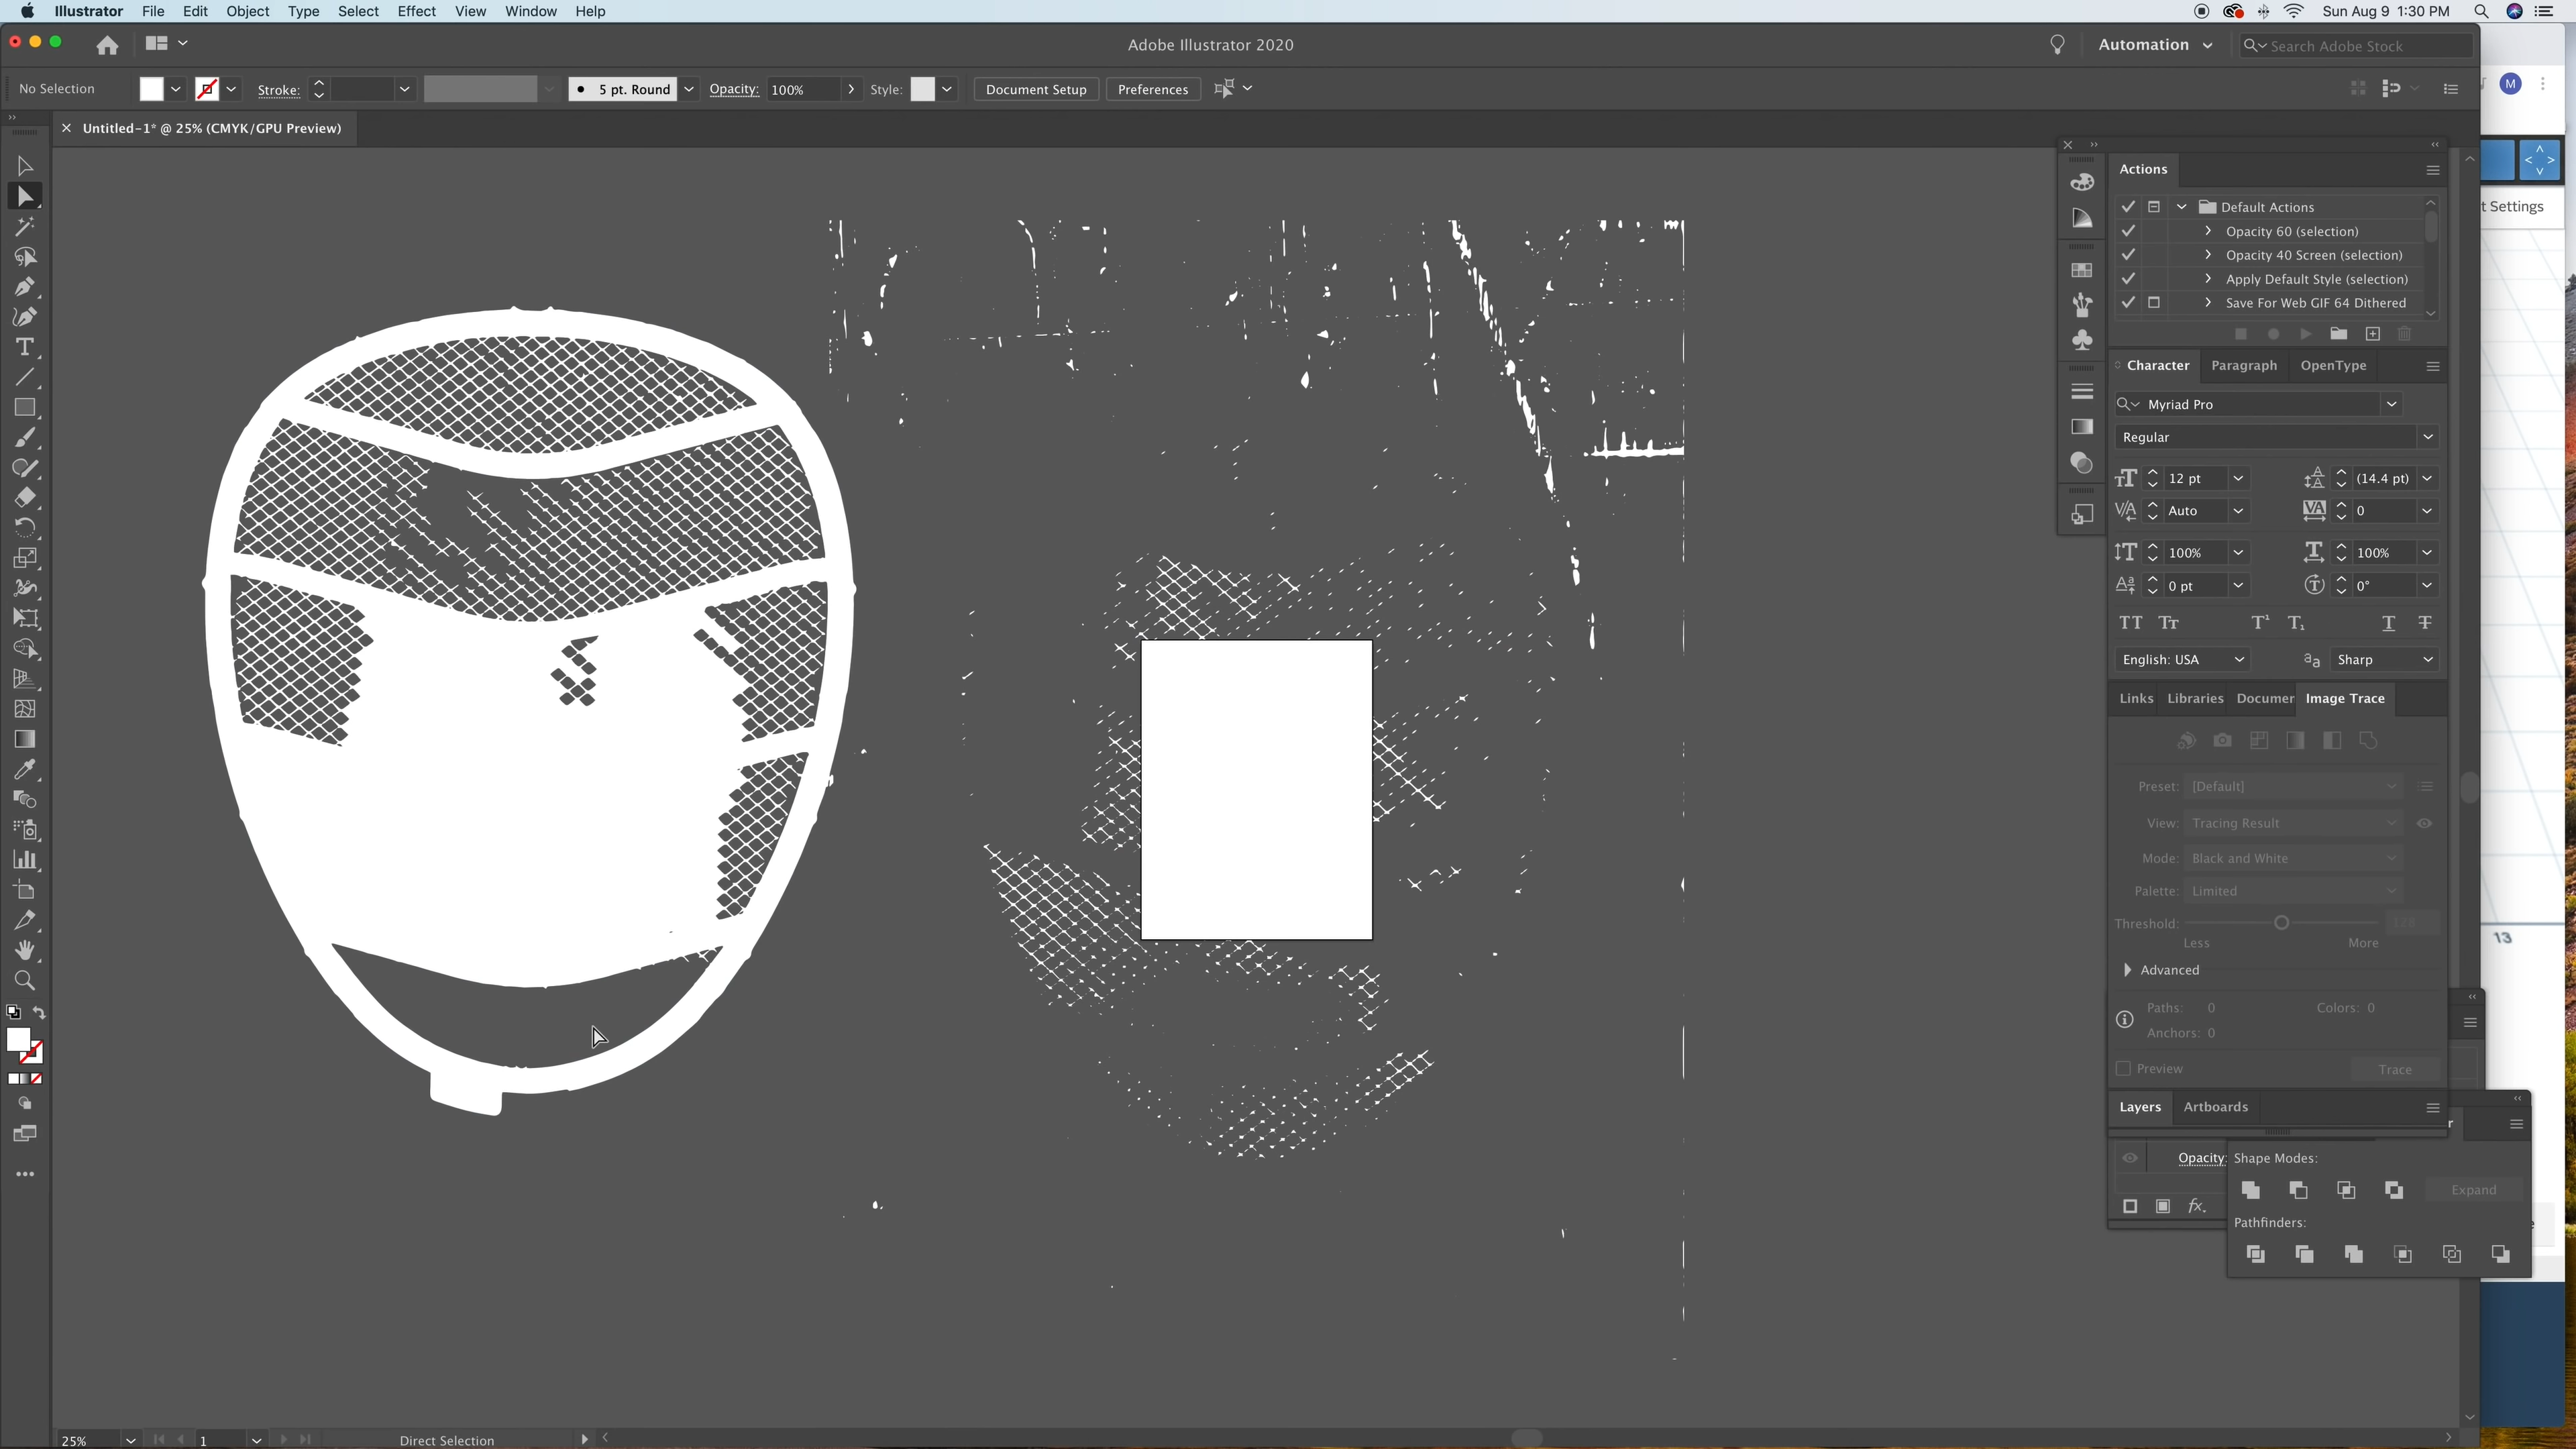 Illustrator File Edit Object Type Select Effect View Window Help
Sun Aug 9 1:30 PM
Adobe Illustrator 2020
Automation
Search Adobe Stock
No Selection
Stroke:
5 pt. Round
Opacity: 100%
Style:
Document Setup
Preferences
M
Untitled-1* @ 25% (CMYK/GPU Preview)
Actions
Default Actions
t Settings
Opacity 60 (selection)
Opacity 40 Screen (selection)
Apply Default Style (selection)
Save For Web GIF 64 Dithered
Character Paragraph OpenType
Myriad Pro
Regular
12 pt
(14.4 pt)
Auto
0
100%
100%
0 pt
0°
English: USA
Sharp
Links Libraries Documen Image Trace
Preset: [Default]
View: Tracing Result
Mode: Black and White
Palette: Limited
Threshold: 128
13
Less More
Advanced
Paths: 0 Colors: 0
Anchors: 0
Preview
Trace
Layers Artboards
r
Opacity:
Shape Modes:
Expand
fx.
Pathfinders:
25%
1
Direct Selection